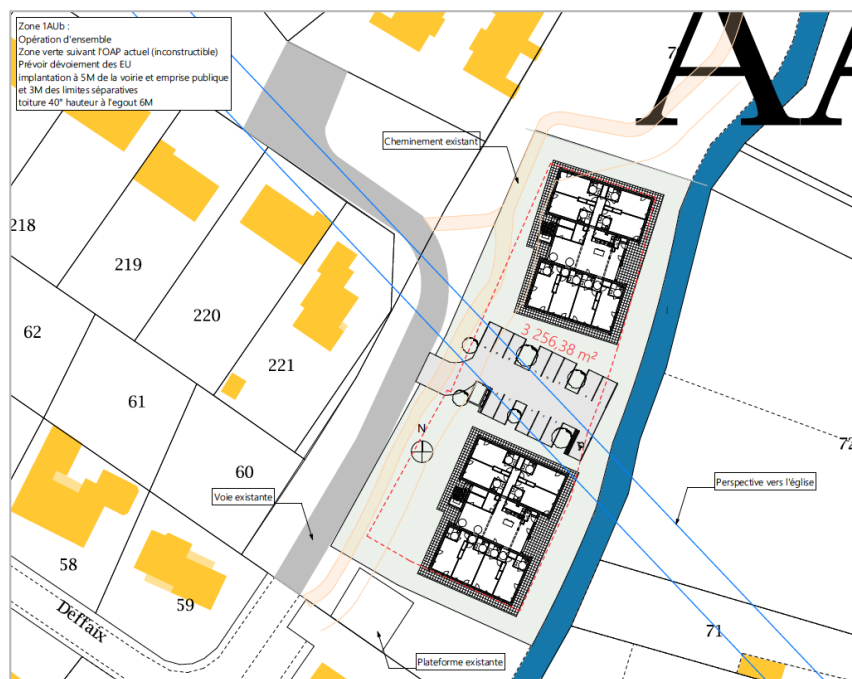 Zone 1AUb :
Opération d'ensemble
Zone verte suivant l'OAP actuel (inconstructible)
Prévoir dévoiement des EU
implantation à 5M de la voirie et emprise publique
et 3M des limites séparatives
toiture 40° hauteur à l'egout 6M
AA
Cheminement existant
218
219
220
221
62
61
60
3 256,38 m²
N
72
Perspective vers l'église
Voie existante
58
59
Deffaix
71
Plateforme existante